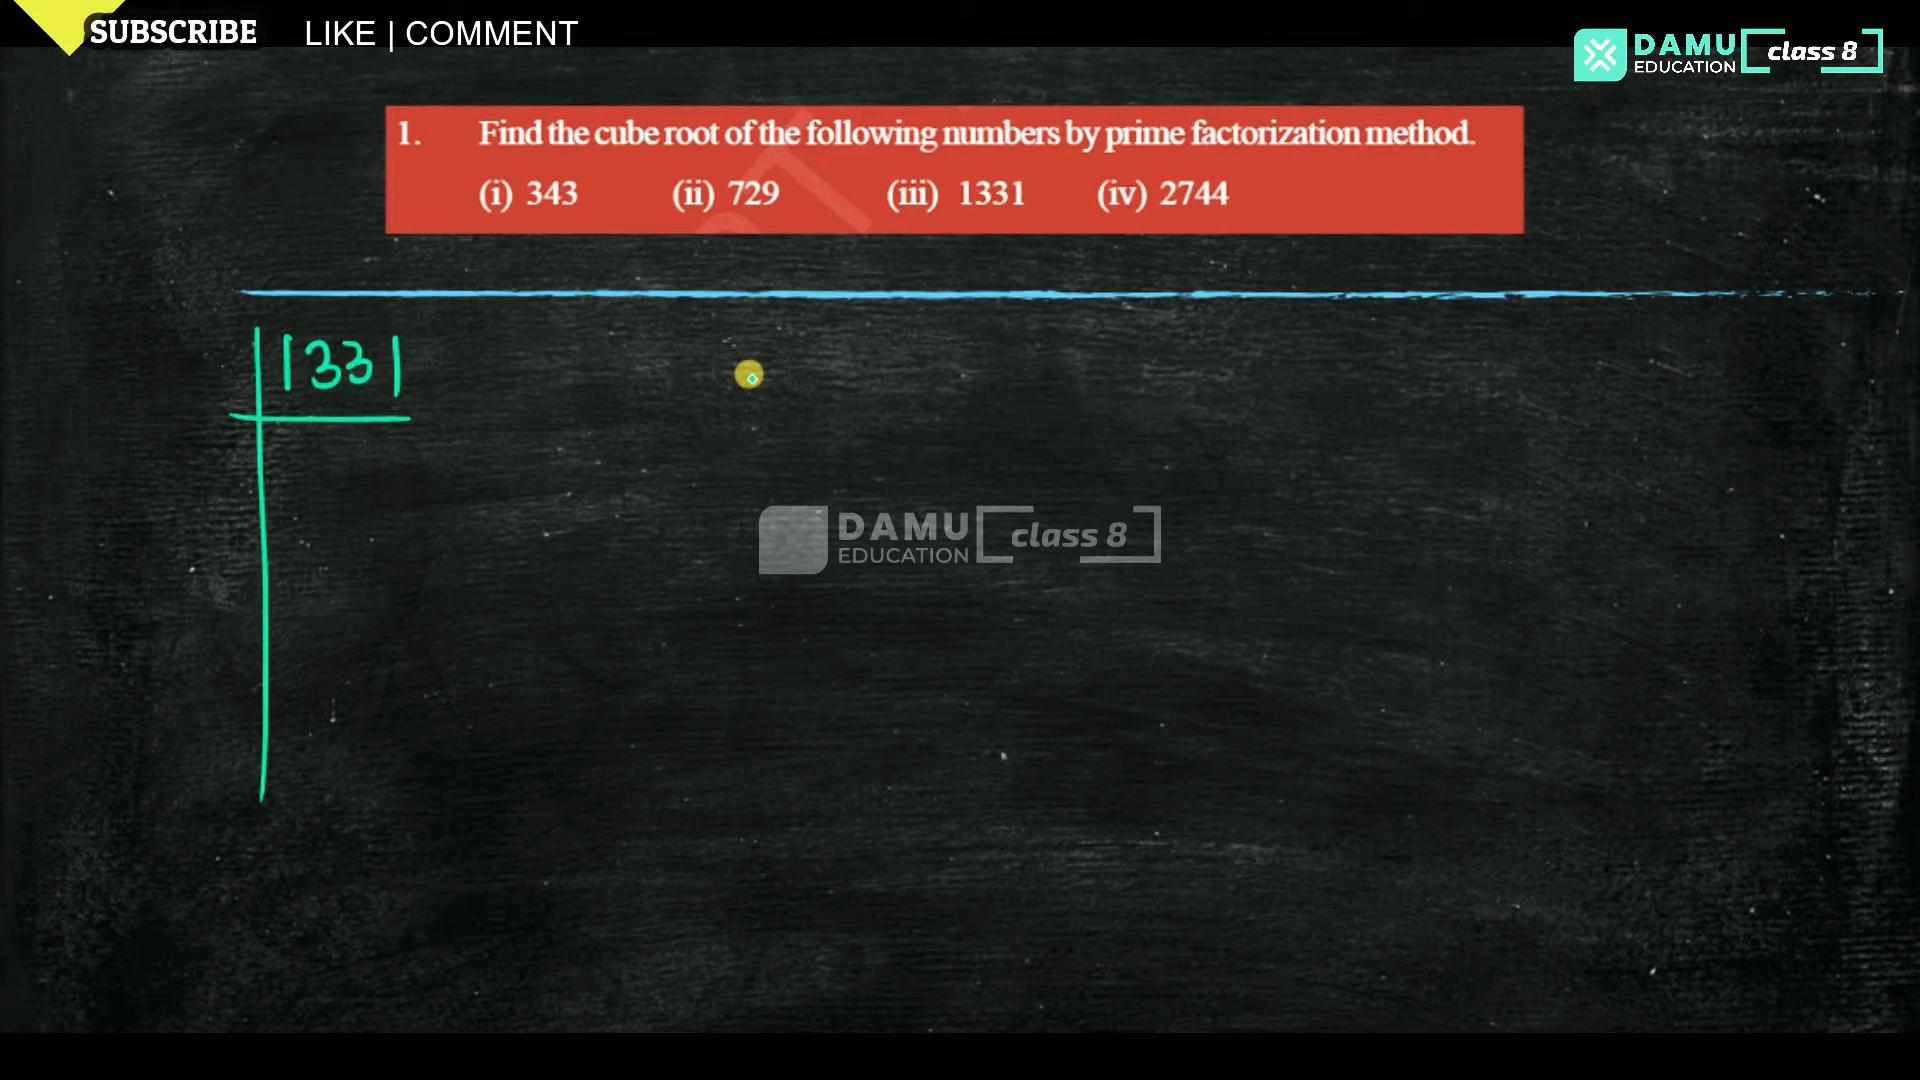 SUBSCRIBE LIKE | COMMENT
DAMU EDUCATION class 8
1. Find the cube root of the following numbers by prime factorization method.
(i) 343 (ii) 729 (iii) 1331 (iv) 2744
1331
DAMU EDUCATION class 8